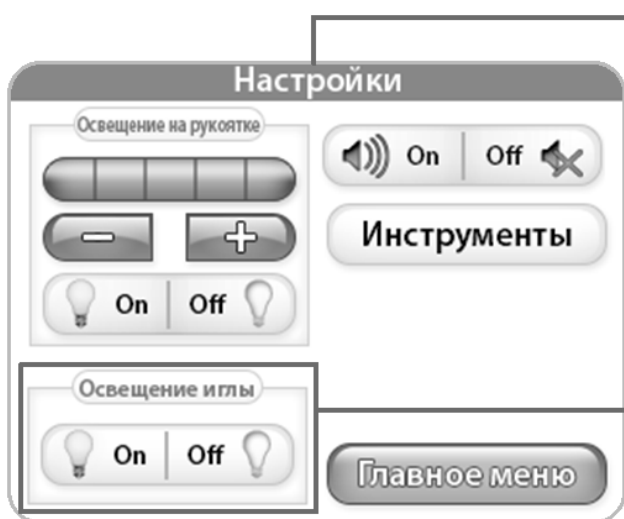 Настройки
Освещение на рукоятке
On Off
Инструменты
On Off
Освещение иглы
On Off
Главное меню